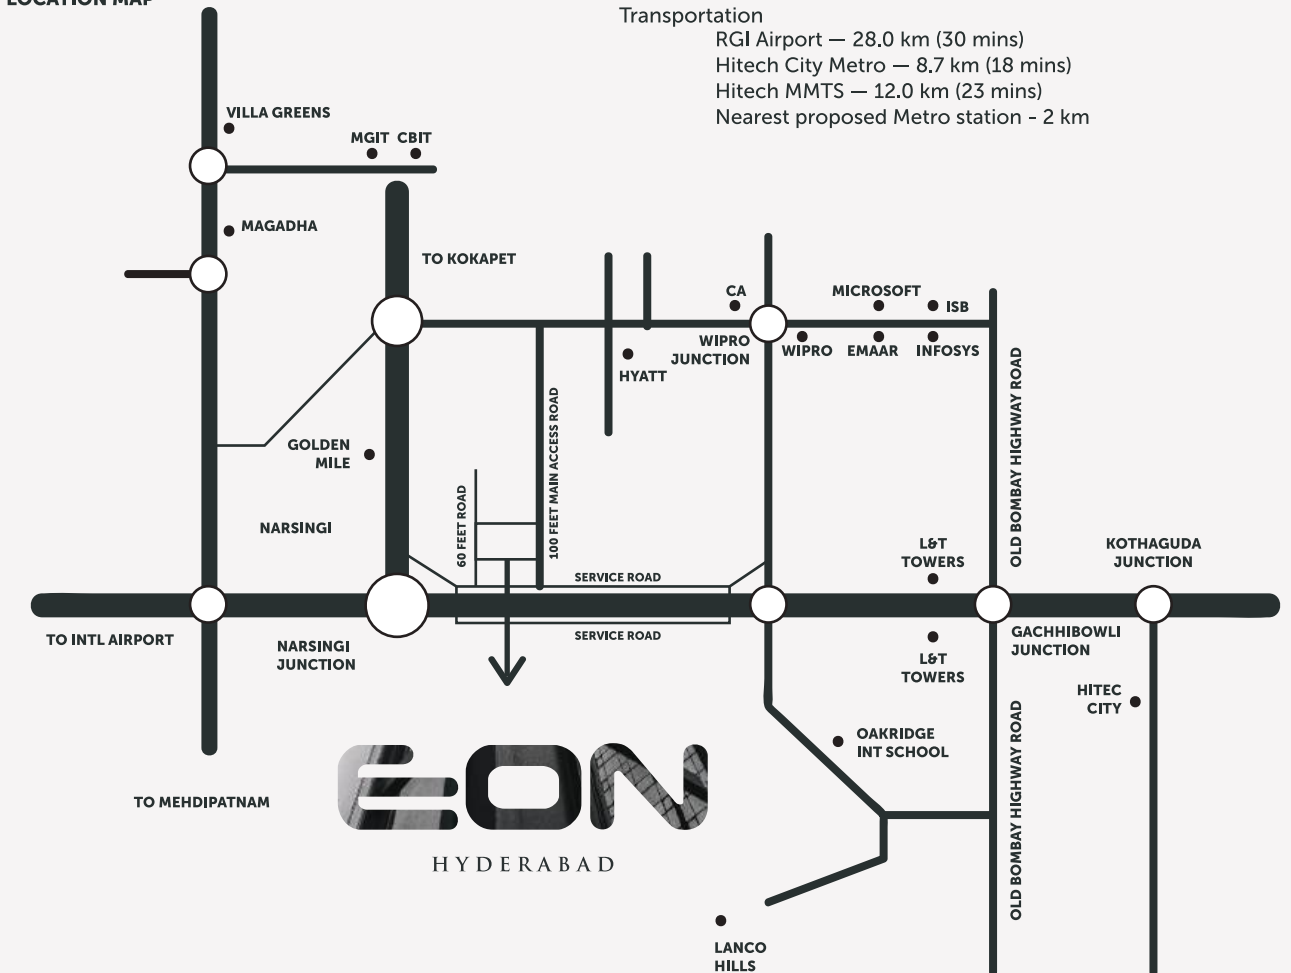 LOCATION MAP
Transportation
RGI Airport — 28.0 km (30 mins)
Hitech City Metro — 8.7 km (18 mins)
Hitech MMTS — 12.0 km (23 mins)
Nearest proposed Metro station - 2 km
VILLA GREENS
MGIT CBIT
MAGADHA
TO KOKAPET
CA
MICROSOFT
ISB
WIPRO
JUNCTION
WIPRO
EMAAR
INFOSYS
HYATT
OLD BOMBAY HIGHWAY ROAD
GOLDEN
MILE
100 FEET MAIN ACCESS ROAD
60 FEET ROAD
NARSINGI
L&T
TOWERS
KOTHAGUDA
JUNCTION
SERVICE ROAD
TO INTL AIRPORT
NARSINGI
JUNCTION
SERVICE ROAD
GACHHIBOWLI
JUNCTION
L&T
TOWERS
HITEC
CITY
OAKRIDGE
INT SCHOOL
OLD BOMBAY HIGHWAY ROAD
TO MEHDIPATNAM
EON
HYDERABAD
LANCO
HILLS